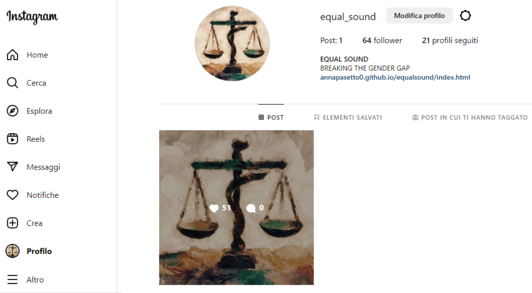 Instagram
Home
Cerca
Esplora
Reels
Messaggi
Notifiche
Crea
Profilo
Altro
equal_sound Modifica profilo
Post: 1 64 follower 21 profili seguiti
EQUAL SOUND
BREAKING THE GENDER GAP
annapasetto0.github.io/equalsound/index.html
POST ELEMENTI SALVATI POST IN CUI TI HANNO TAGGATO
51 0